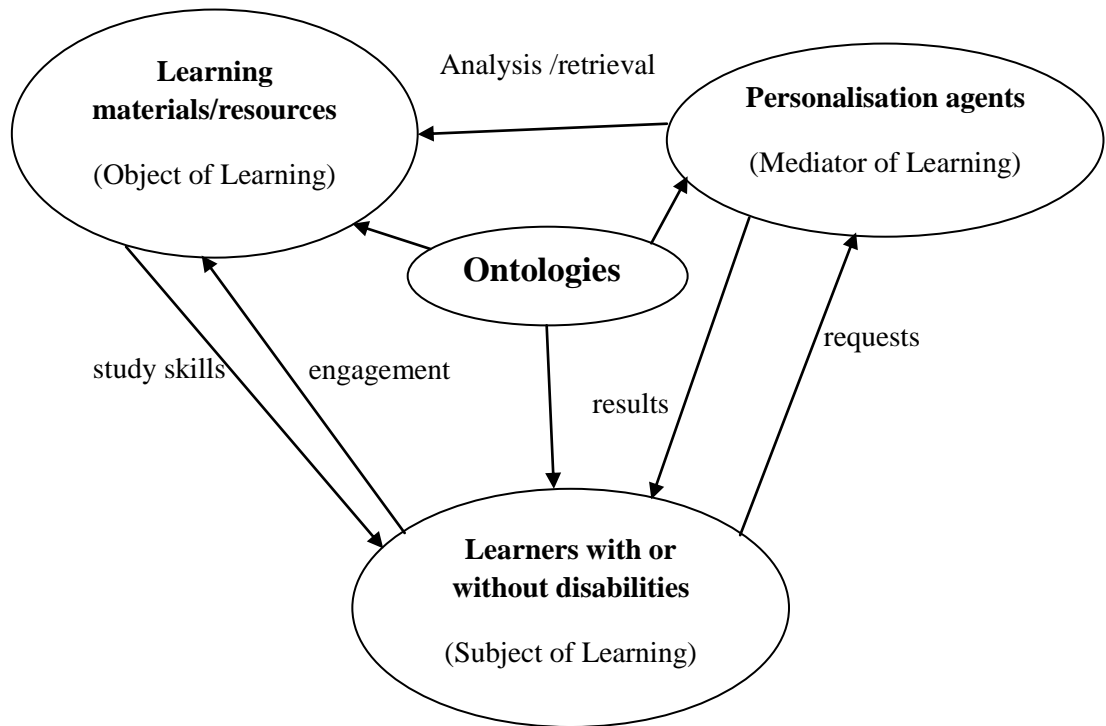 Learning
materials/resources
(Object of Learning)
Analysis /retrieval
Personalisation agents
(Mediator of Learning)
Ontologies
study skills
engagement
results
requests
Learners with or
without disabilities
(Subject of Learning)